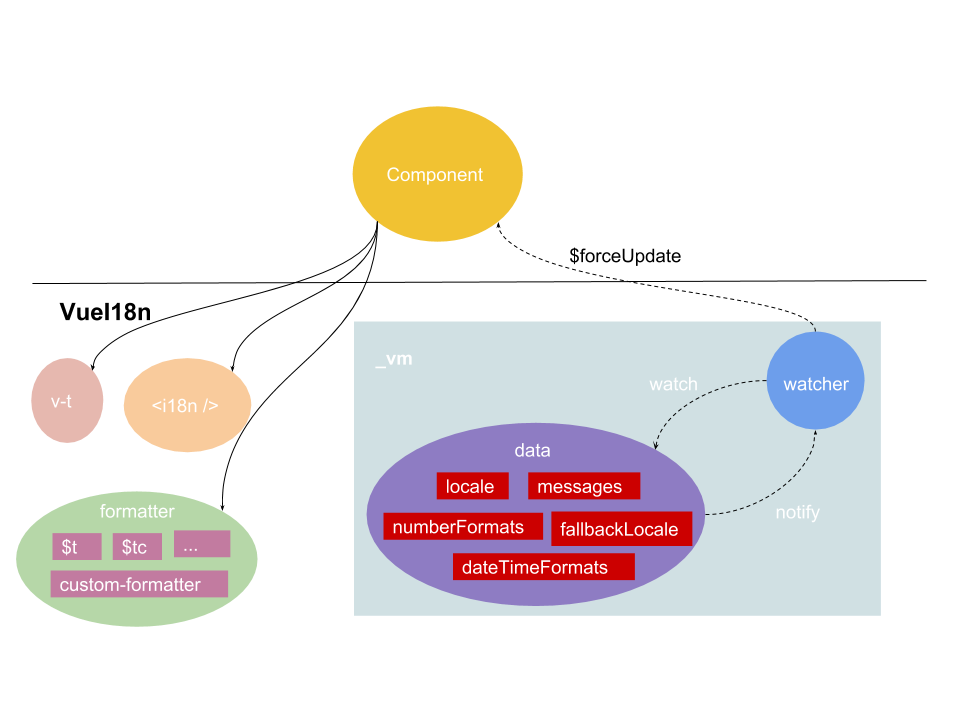 Component
$forceUpdate
VueI18n
_vm
watch
watcher
v-t
<i18n />
data
locale
messages
numberFormats
fallbackLocale
dateTimeFormats
notify
formatter
$t
$tc
...
custom-formatter